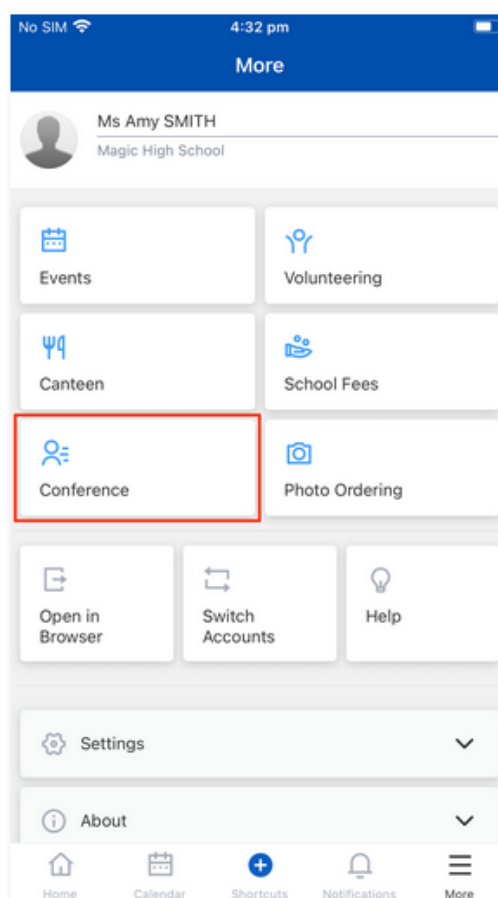 No SIM 4:32 pm
More
Ms Amy SMITH
Magic High School
Events Volunteering
Canteen School Fees
Conference Photo Ordering
Open in Browser
Switch Accounts
Help
Settings
About
Home Calendar Shortcuts Notifications More